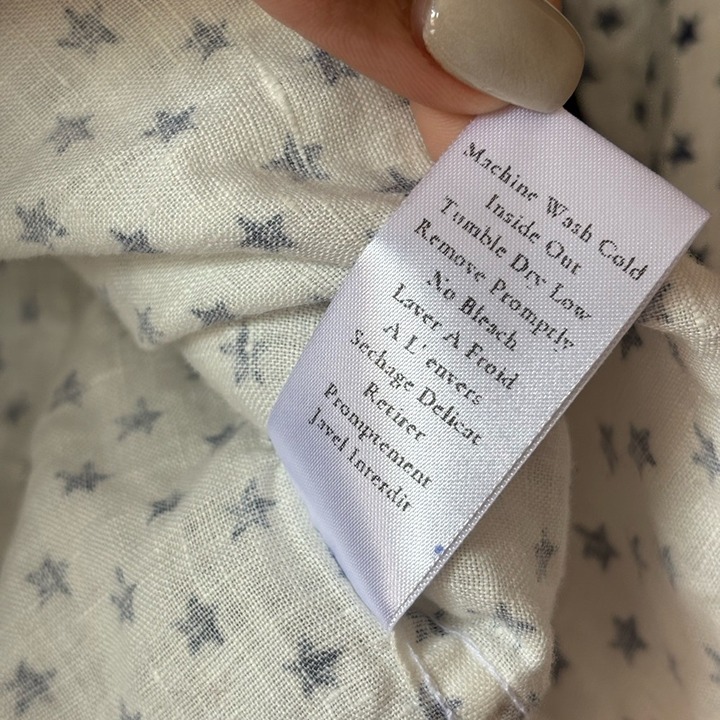 Machine Wash Cold
Inside Out
Tumble Dry Low
Remove Promptly
No Bleach
Laver A Froid
A L' envers
Sechage Delicat
Retirer
Promptement
Javel Interdit